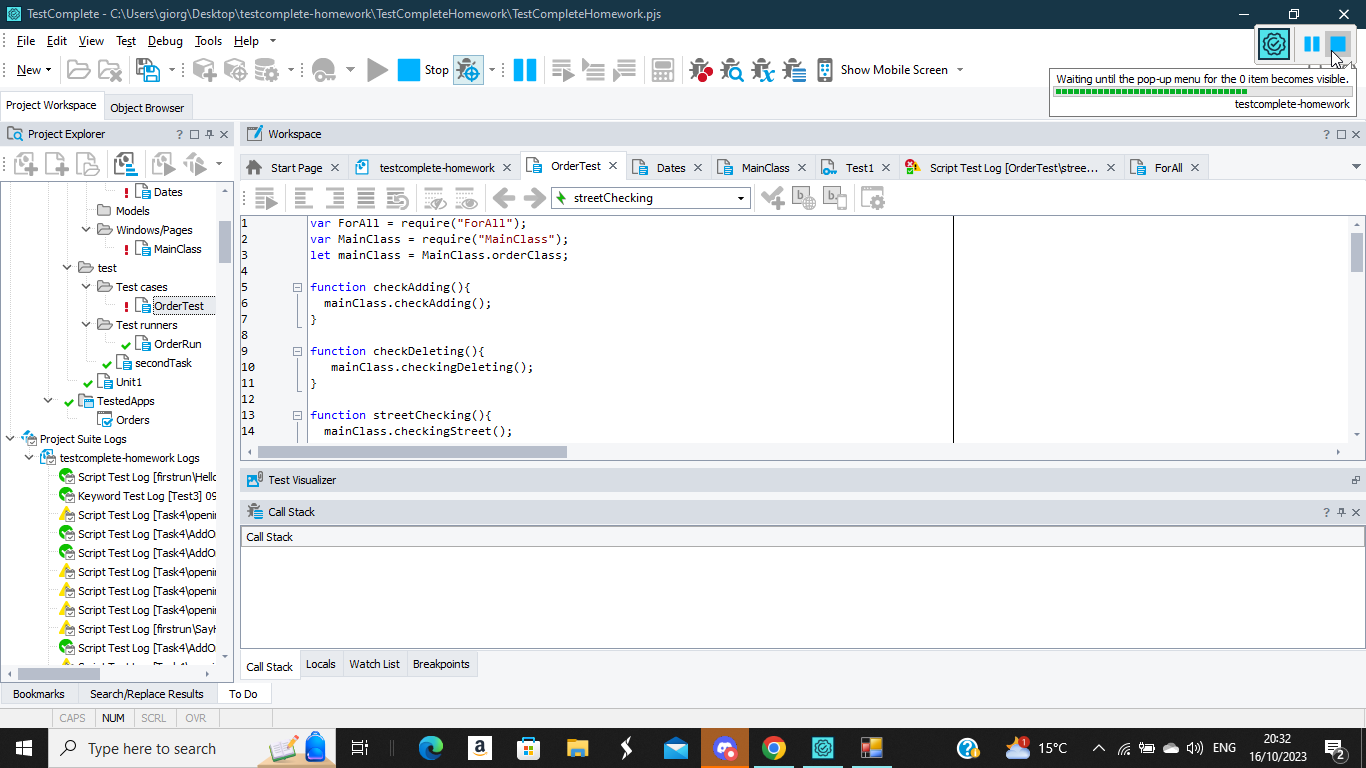 TestComplete - C:\Users\giorg\Desktop\testcomplete-homework\TestCompleteHomework\TestCompleteHomework.pjs
File Edit View Test Debug Tools Help
New Stop Show Mobile Screen
Waiting until the pop-up menu for the 0 item becomes visible.
testcomplete-homework
Project Workspace Object Browser
Project Explorer
Workspace
Start Page testcomplete-homework OrderTest Dates MainClass Test1 Script Test Log [OrderTest\stree... ForAll
streetChecking
Dates
Models
Windows/Pages
MainClass
test
Test cases
OrderTest
Test runners
OrderRun
secondTask
Unit1
TestedApps
Orders
Project Suite Logs
testcomplete-homework Logs
Script Test Log [firstrun\Hello
Keyword Test Log [Test3] 09
Script Test Log [Task4\openin
Script Test Log [Task4\AddO
Script Test Log [Task4\AddO
Script Test Log [Task4\openin
Script Test Log [Task4\openin
Script Test Log [Task4\openin
Script Test Log [firstrun\SayH
Script Test Log [Task4\AddO
1 var ForAll = require("ForAll");
2 var MainClass = require("MainClass");
3 let mainClass = MainClass.orderClass;
4
5 function checkAdding(){
6 mainClass.checkAdding();
7 }
8
9 function checkDeleting(){
10 mainClass.checkingDeleting();
11 }
12
13 function streetChecking(){
14 mainClass.checkingStreet();
Test Visualizer
Call Stack
Call Stack
Call Stack Locals Watch List Breakpoints
Bookmarks Search/Replace Results To Do
CAPS NUM SCRL OVR
Type here to search
15°C
ENG
20:32
16/10/2023
2